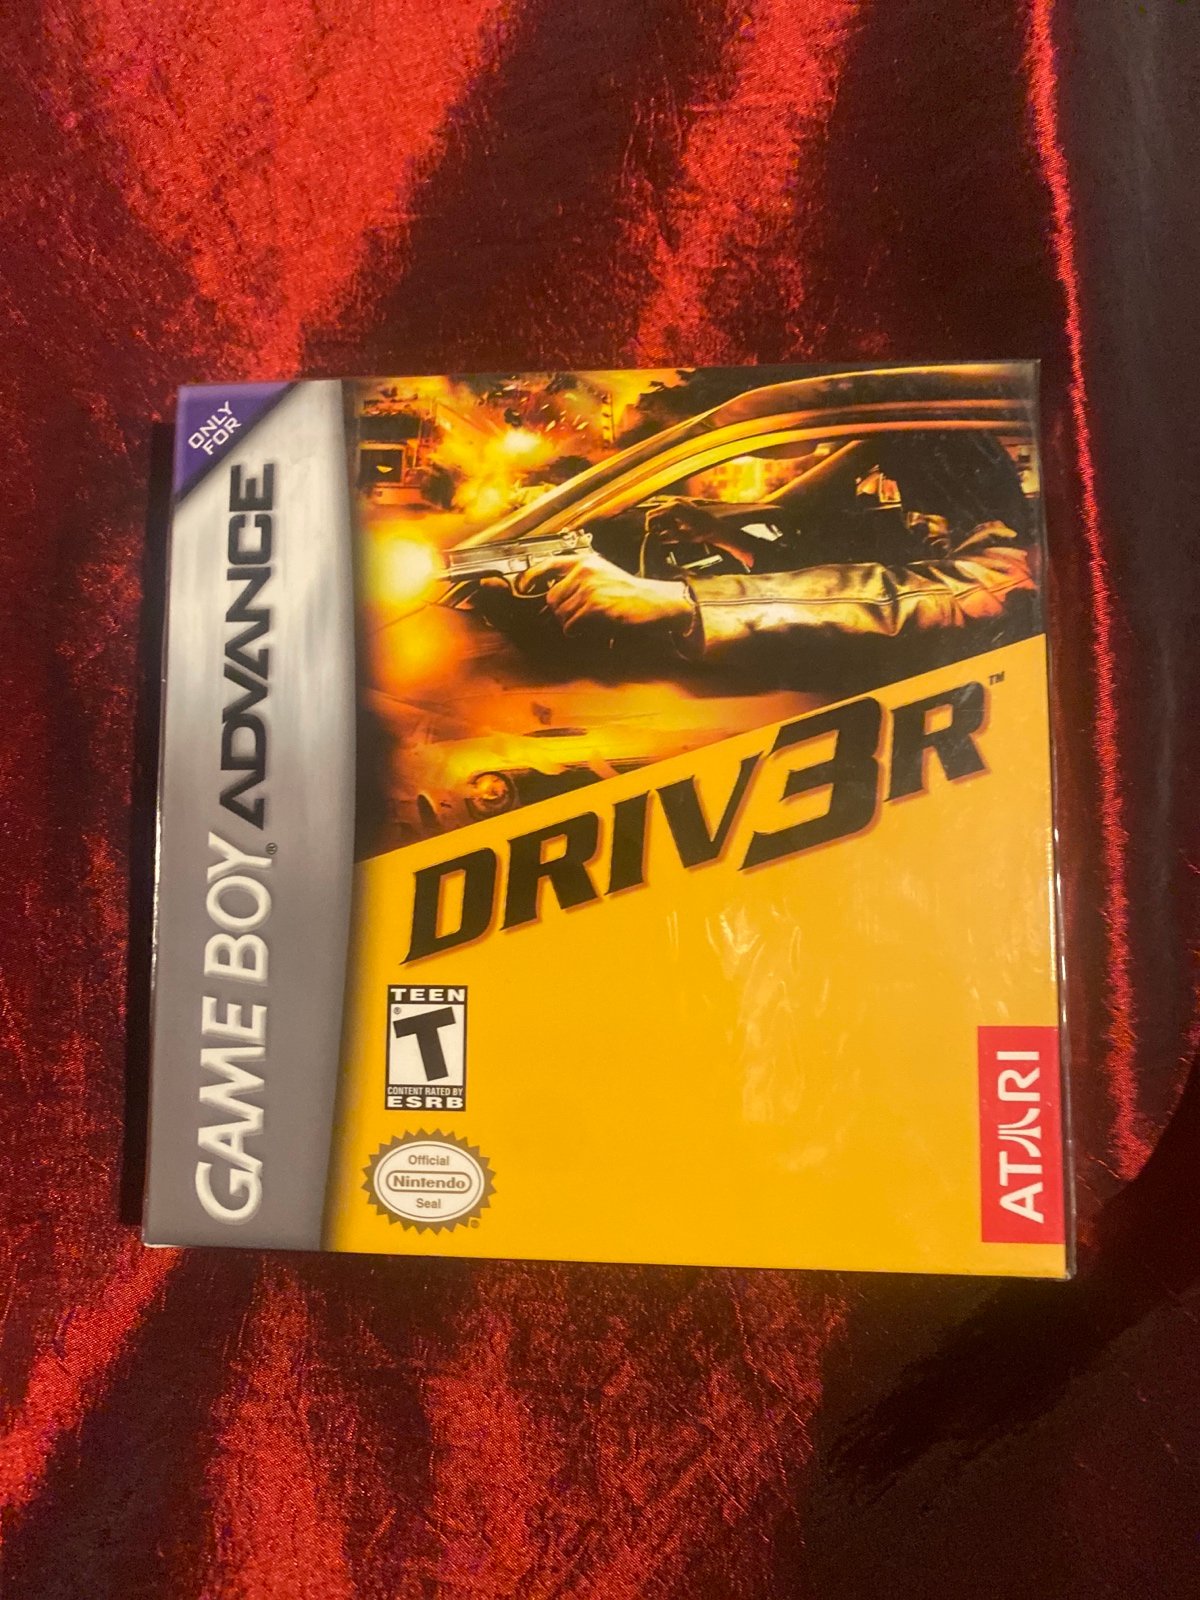 ONLY
FOR
GAME BOY ADVANCE
®
DRIV3R™
TEEN
®
T
CONTENT RATED BY
ESRB
Official
Nintendo
Seal
®
ATARI